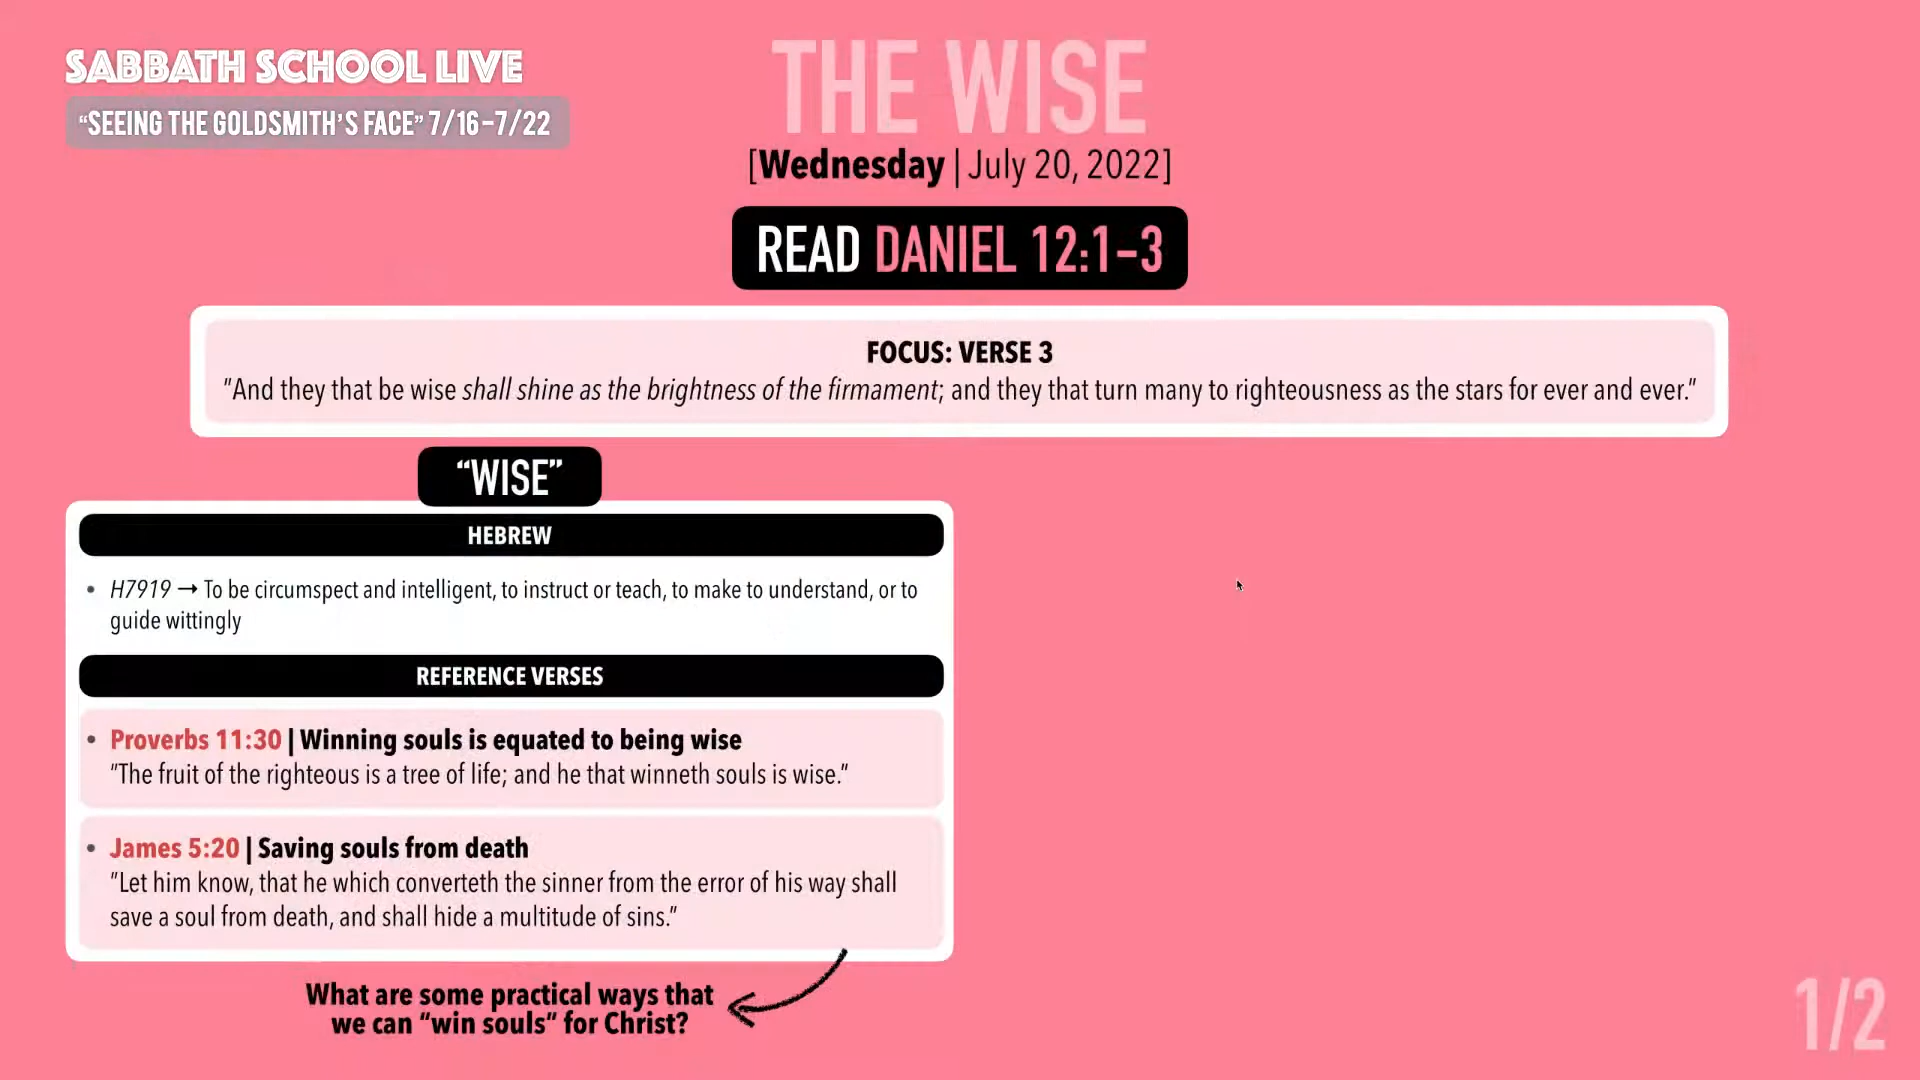 SABBATH SCHOOL LIVE
“SEEING THE GOLDSMITH’S FACE” 7/16–7/22
THE WISE
[Wednesday | July 20, 2022]
READ DANIEL 12:1–3
FOCUS: VERSE 3
"And they that be wise shall shine as the brightness of the firmament; and they that turn many to righteousness as the stars for ever and ever."
“WISE”
HEBREW
• H7919 → To be circumspect and intelligent, to instruct or teach, to make to understand, or to
guide wittingly
REFERENCE VERSES
• Proverbs 11:30 | Winning souls is equated to being wise
"The fruit of the righteous is a tree of life; and he that winneth souls is wise."
• James 5:20 | Saving souls from death
"Let him know, that he which converteth the sinner from the error of his way shall
save a soul from death, and shall hide a multitude of sins."
What are some practical ways that
we can “win souls” for Christ?
1/2